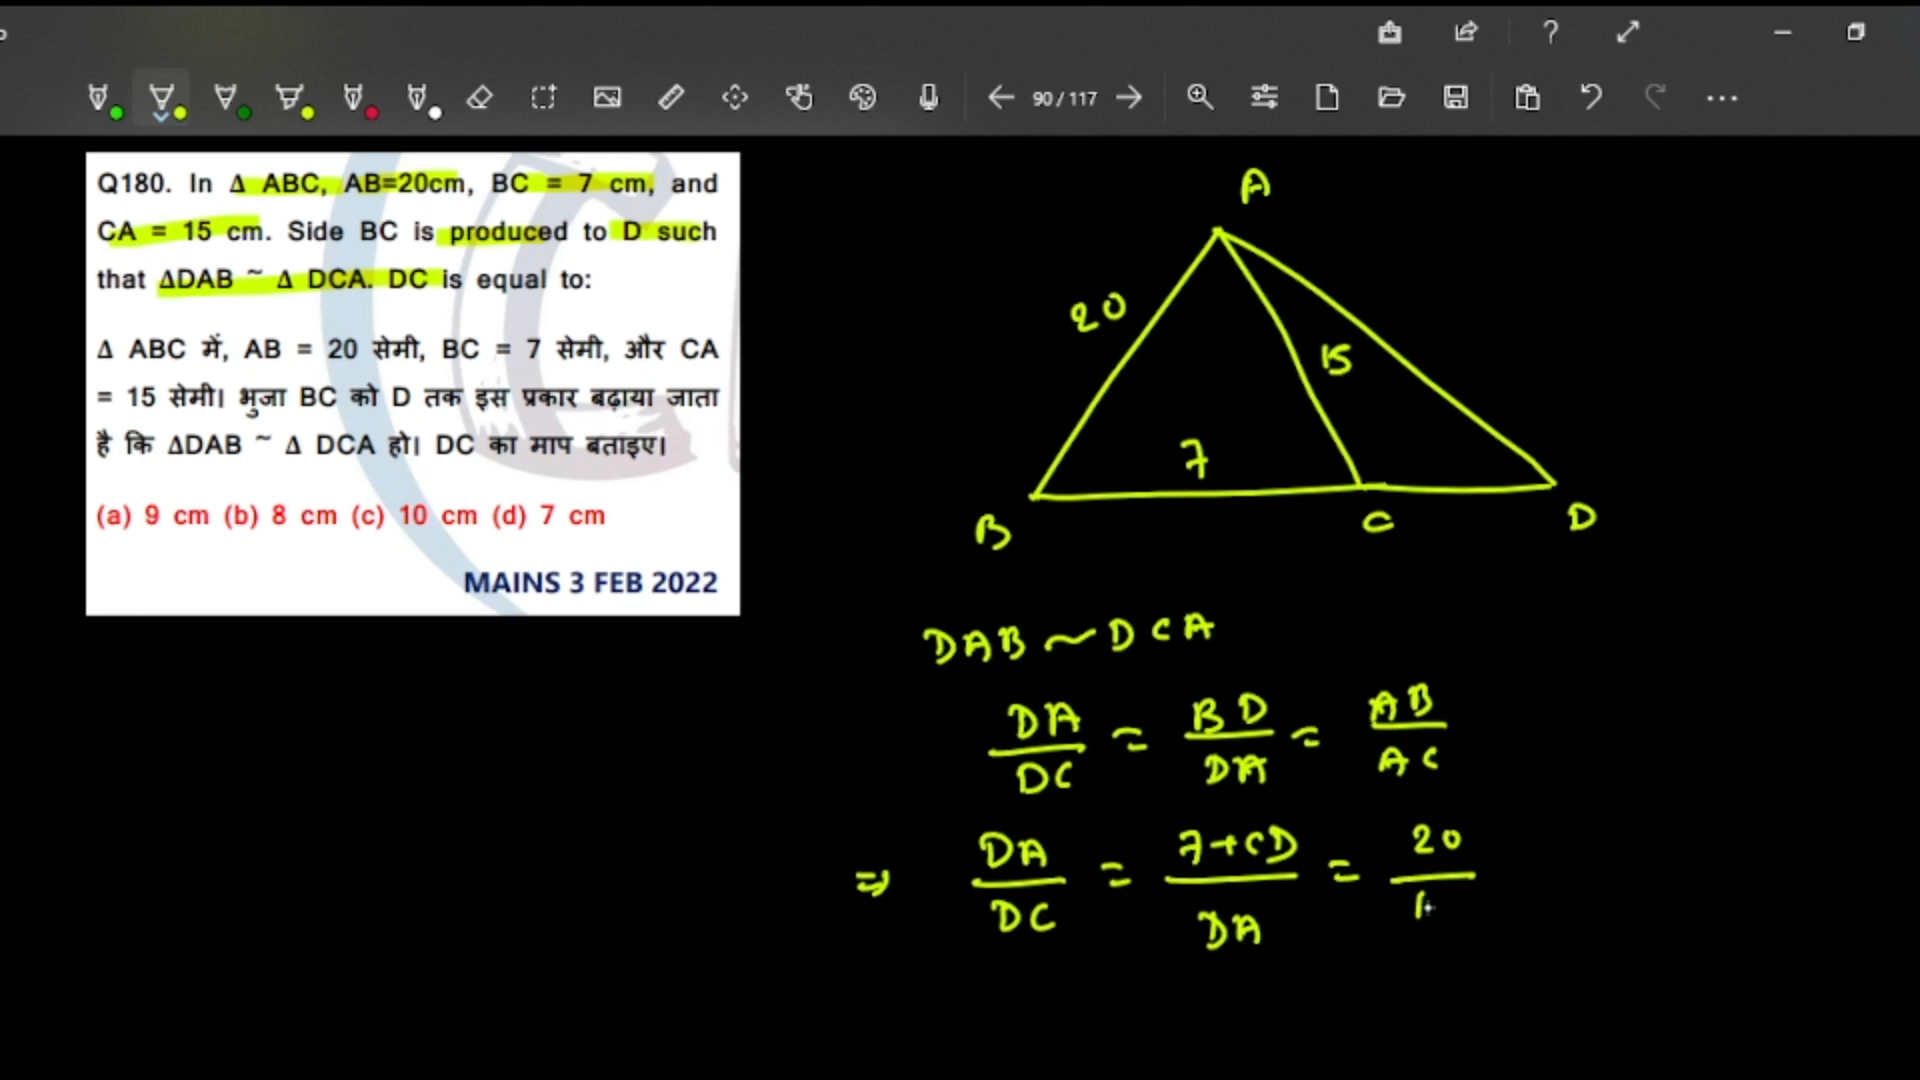 90 / 117
Q180. In Δ ABC, AB=20cm, BC = 7 cm, and
CA = 15 cm. Side BC is produced to D such
that ΔDAB ~ Δ DCA. DC is equal to:
Δ ABC में, AB = 20 सेमी, BC = 7 सेमी, और CA
= 15 सेमी। भुजा BC को D तक इस प्रकार बढ़ाया जाता
है कि ΔDAB ~ Δ DCA हो। DC का माप बताइए।
(a) 9 cm (b) 8 cm (c) 10 cm (d) 7 cm
MAINS 3 FEB 2022
A
20
15
7
B
C
D
DAB ~ DCA
DA/DC = BD/DA = AB/AC
⇒ DA/DC = 7+CD/DA = 20/1